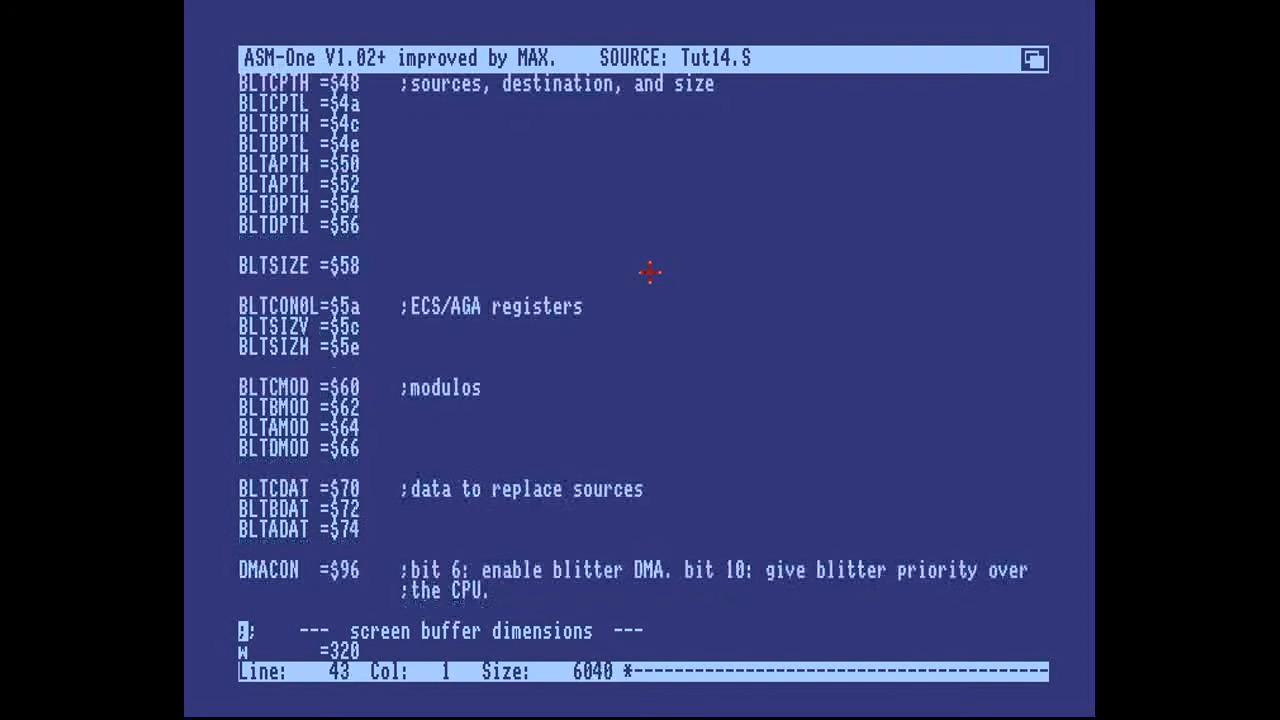 ASM-One V1.02+ improved by MAX. SOURCE: Tut14.S
BLTCPTH =$48 ;sources, destination, and size
BLTCPTL =$4a
BLTBPTH =$4c
BLTBPTL =$4e
BLTAPTH =$50
BLTAPTL =$52
BLTDPTH =$54
BLTDPTL =$56
BLTSIZE =$58
BLTCON0L=$5a ;ECS/AGA registers
BLTSIZV =$5c
BLTSIZH =$5e
BLTCMOD =$60 ;modulos
BLTBMOD =$62
BLTAMOD =$64
BLTDMOD =$66
BLTCDAT =$70 ;data to replace sources
BLTBDAT =$72
BLTADAT =$74
DMACON =$96 ;bit 6: enable blitter DMA. bit 10: give blitter priority over
;the CPU.
;; --- screen buffer dimensions ---
w =320
Line: 43 Col: 1 Size: 6040 *-----------------------------------------